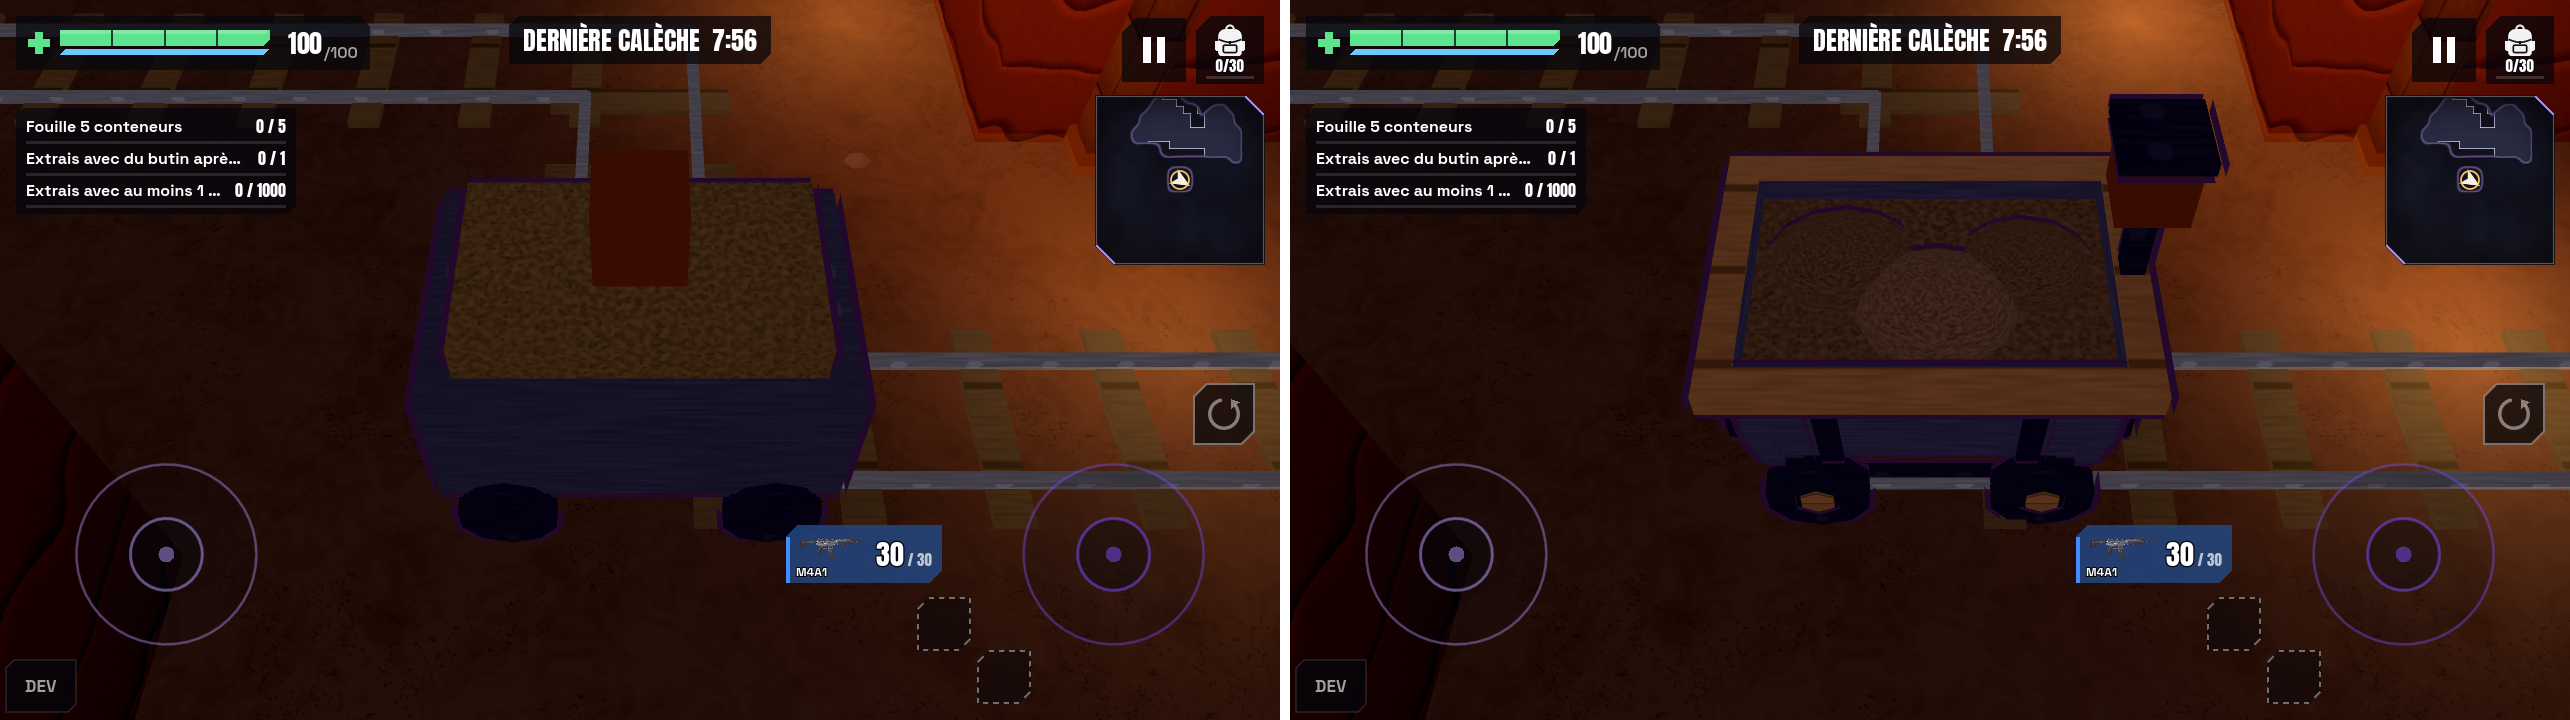 100/100
DERNIÈRE CALÈCHE 7:56
0/30
Fouille 5 conteneurs 0 / 5
Extrais avec du butin aprè... 0 / 1
Extrais avec au moins 1 ... 0 / 1000
M4A1 30 / 30
DEV
100/100
DERNIÈRE CALÈCHE 7:56
0/30
Fouille 5 conteneurs 0 / 5
Extrais avec du butin aprè... 0 / 1
Extrais avec au moins 1 ... 0 / 1000
M4A1 30 / 30
DEV